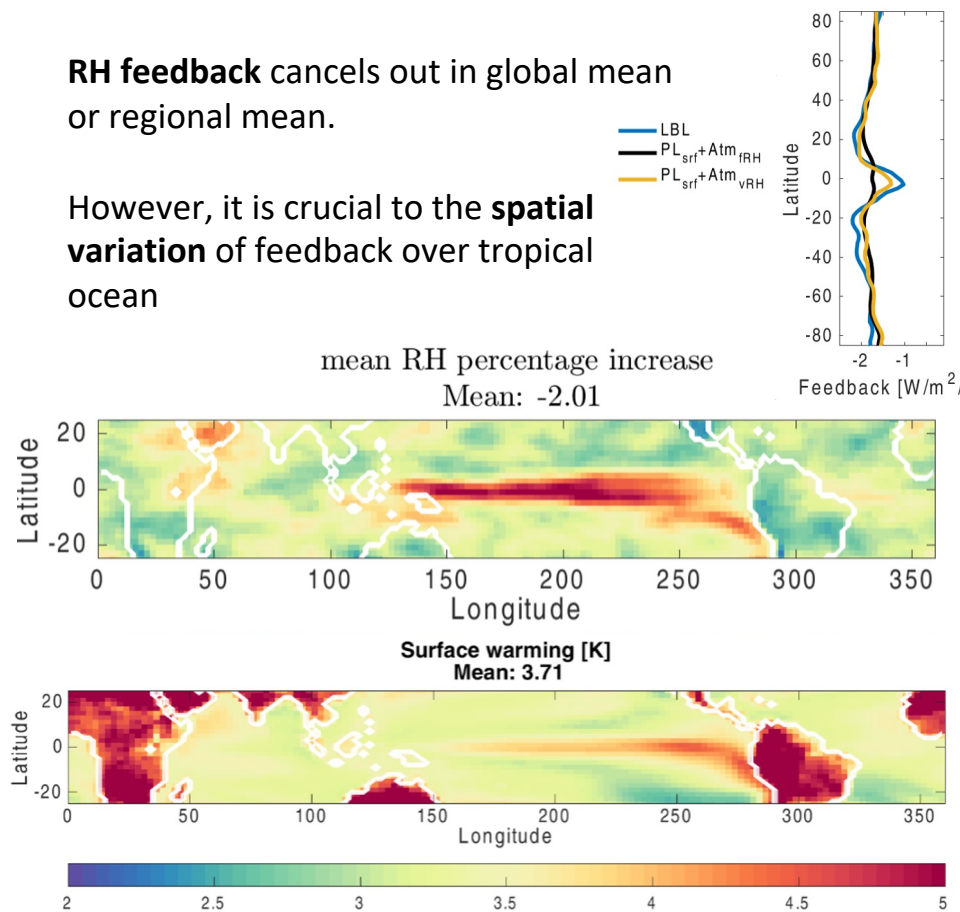 RH feedback cancels out in global mean
or regional mean.
However, it is crucial to the spatial
variation of feedback over tropical
ocean
LBL
PLsrf+AtmfRH
PLsrf+AtmvRH
Latitude
80
60
40
20
0
-20
-40
-60
-80
-2 -1
Feedback [W/m²/
mean RH percentage increase
Mean: -2.01
Latitude
20
0
-20
0 50 100 150 200 250 300 350
Longitude
Surface warming [K]
Mean: 3.71
Latitude
20
0
-20
0 50 100 150 200 250 300 350
Longitude
2 2.5 3 3.5 4 4.5 5